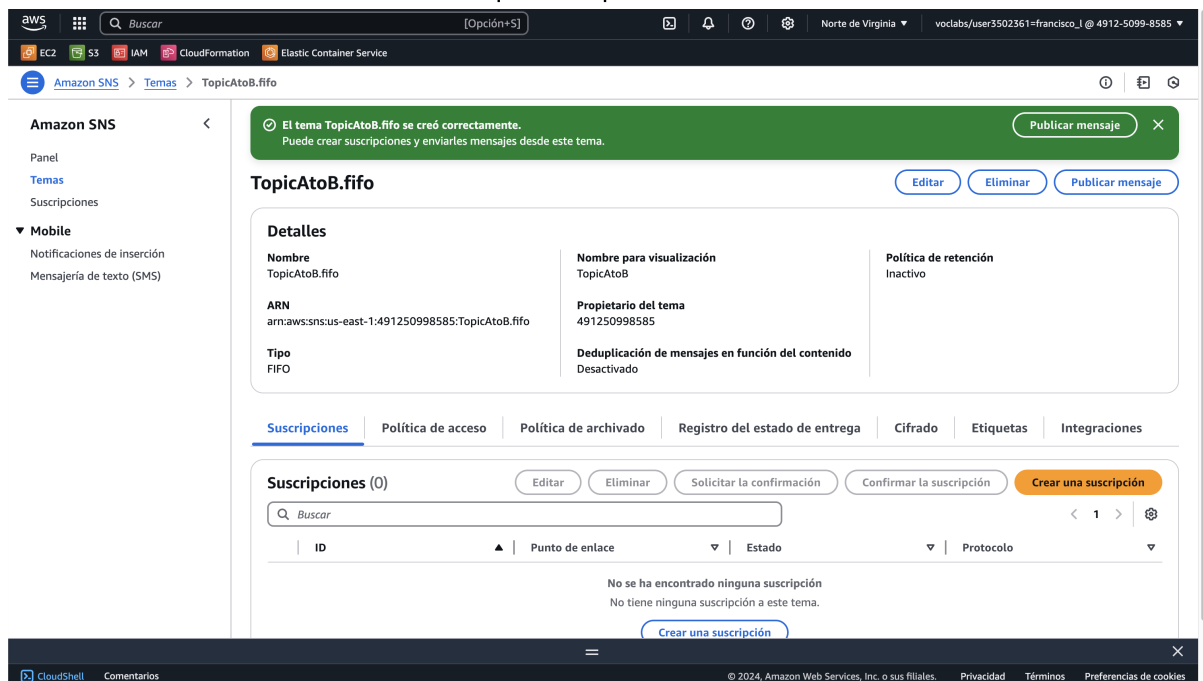 aws
Buscar [Opción+S] Norte de Virginia ▼ voclabs/user3502361=francisco_l @ 4912-5099-8585 ▼
EC2 S3 IAM CloudFormation Elastic Container Service
Amazon SNS > Temas > TopicAtoB.fifo
Amazon SNS
Panel
Temas
Suscripciones
▼ Mobile
Notificaciones de inserción
Mensajería de texto (SMS)
El tema TopicAtoB.fifo se creó correctamente.
Puede crear suscripciones y enviarles mensajes desde este tema.
Publicar mensaje
TopicAtoB.fifo
Editar Eliminar Publicar mensaje
Detalles
Nombre
TopicAtoB.fifo
ARN
arn:aws:sns:us-east-1:491250998585:TopicAtoB.fifo
Tipo
FIFO
Nombre para visualización
TopicAtoB
Propietario del tema
491250998585
Deduplicación de mensajes en función del contenido
Desactivado
Política de retención
Inactivo
Suscripciones Política de acceso Política de archivado Registro del estado de entrega Cifrado Etiquetas Integraciones
Suscripciones (0) Editar Eliminar Solicitar la confirmación Confirmar la suscripción Crear una suscripción
Buscar < 1 >
ID Punto de enlace Estado Protocolo
No se ha encontrado ninguna suscripción
No tiene ninguna suscripción a este tema.
Crear una suscripción
CloudShell Comentarios © 2024, Amazon Web Services, Inc. o sus filiales. Privacidad Términos Preferencias de cookies